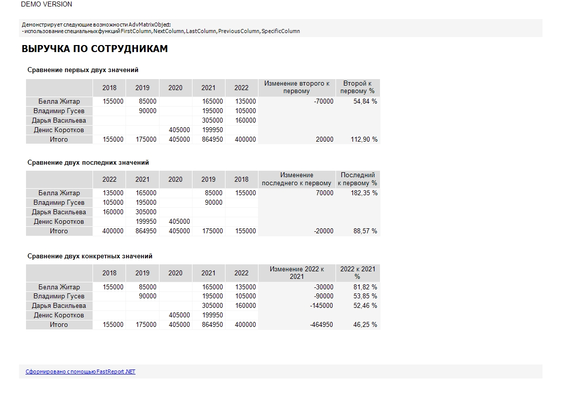 DEMO VERSION
Демонстрирует следующие возможности AdvMatrixObject:
- использование специальных функций FirstColumn, NextColumn, LastColumn, PreviousColumn, SpecificColumn
ВЫРУЧКА ПО СОТРУДНИКАМ
Сравнение первых двух значений
2018 2019 2020 2021 2022 Изменение второго к первому Второй к первому %
Белла Житар 155000 85000 165000 135000 -70000 54,84 %
Владимир Гусев 90000 195000 105000
Дарья Васильева 305000 160000
Денис Коротков 405000 199950
Итого 155000 175000 405000 864950 400000 20000 112,90 %
Сравнение двух последних значений
2022 2019 2020 2021 2018 Изменение последнего к первому Последний к первому %
Белла Житар 135000 165000 85000 155000 70000 182,35 %
Владимир Гусев 105000 195000 90000
Дарья Васильева 160000 305000
Денис Коротков 199950 405000
Итого 400000 864950 405000 175000 155000 -20000 88,57 %
Сравнение двух конкретных значений
2018 2019 2020 2021 2022 Изменение 2022 к 2021 2022 к 2021 %
Белла Житар 155000 85000 165000 135000 -30000 81,82 %
Владимир Гусев 90000 195000 105000 -90000 53,85 %
Дарья Васильева 305000 160000 -145000 52,46 %
Денис Коротков 405000 199950
Итого 155000 175000 405000 864950 400000 -464950 46,25 %
Сформировано с помощью FastReport.NET